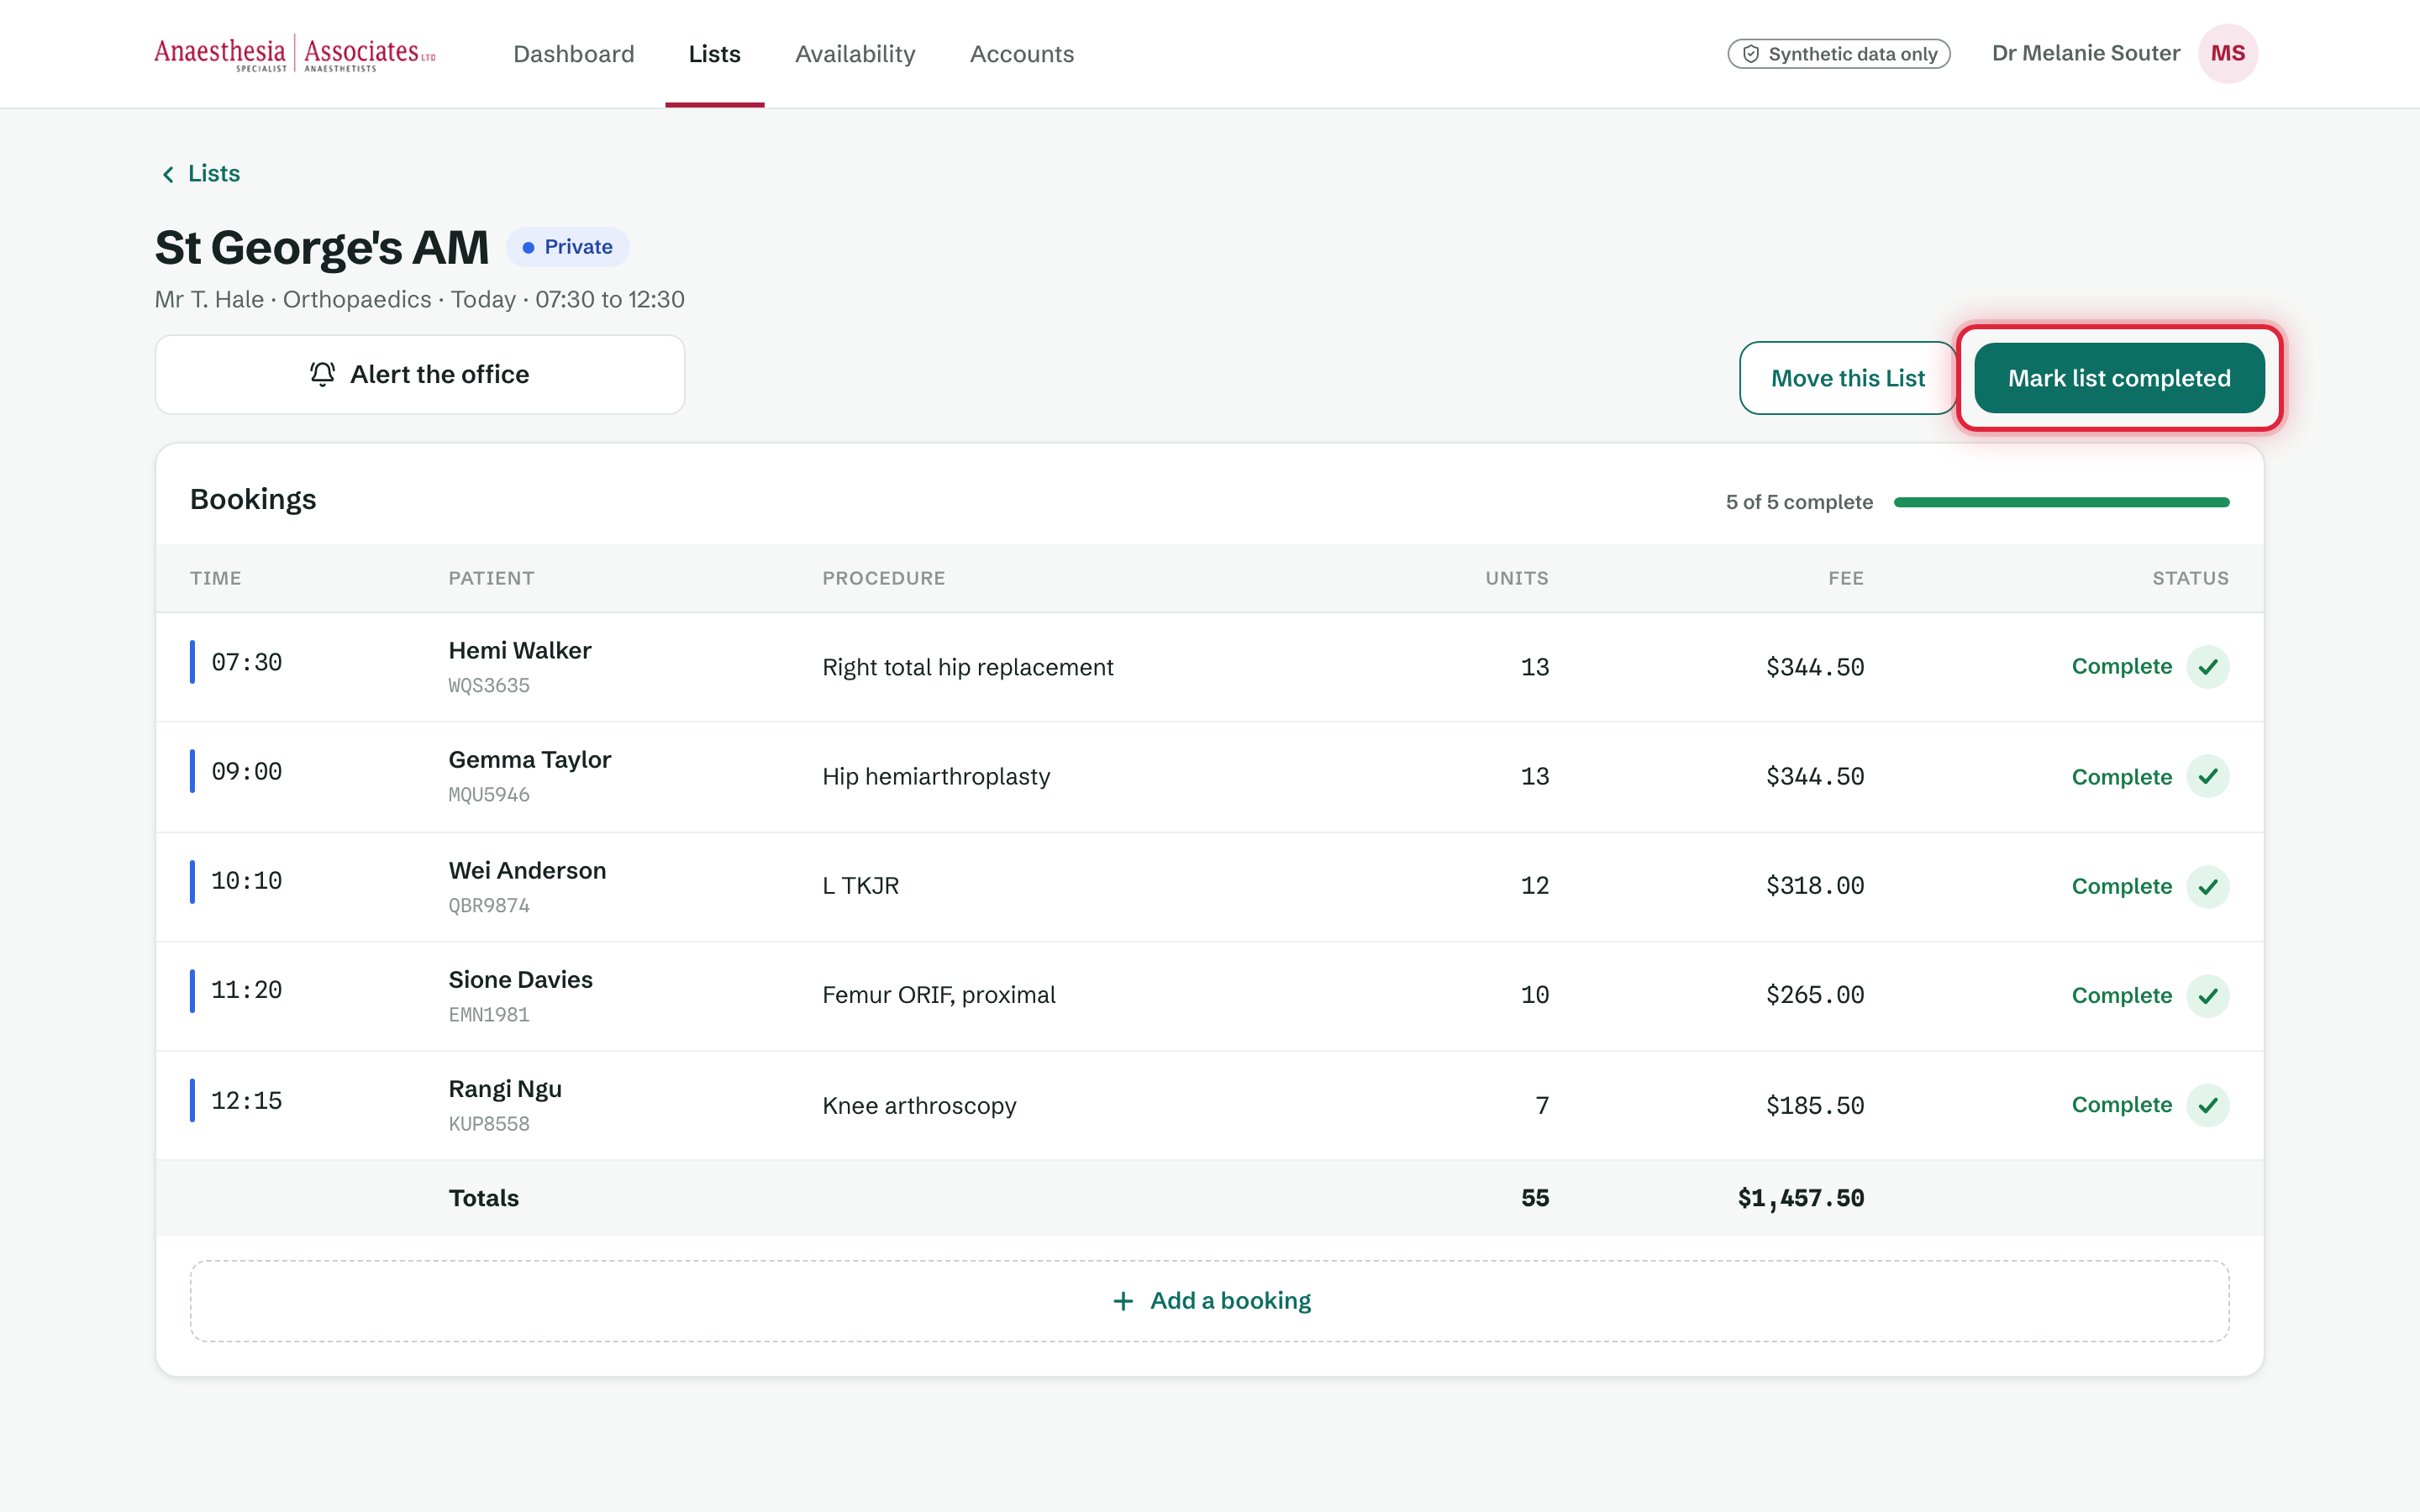 Anaesthesia Associates LTD
SPECIALIST ANAESTHETISTS
Dashboard
Lists
Availability
Accounts
Synthetic data only
Dr Melanie Souter
MS
Lists
St George's AM
Private
Mr T. Hale · Orthopaedics · Today · 07:30 to 12:30
Alert the office
Move this List
Mark list completed
Bookings
5 of 5 complete
TIME PATIENT PROCEDURE UNITS FEE STATUS
07:30 Hemi Walker Right total hip replacement 13 $344.50 Complete
WQS3635
09:00 Gemma Taylor Hip hemiarthroplasty 13 $344.50 Complete
MQU5946
10:10 Wei Anderson L TKJR 12 $318.00 Complete
QBR9874
11:20 Sione Davies Femur ORIF, proximal 10 $265.00 Complete
EMN1981
12:15 Rangi Ngu Knee arthroscopy 7 $185.50 Complete
KUP8558
Totals 55 $1,457.50
+ Add a booking